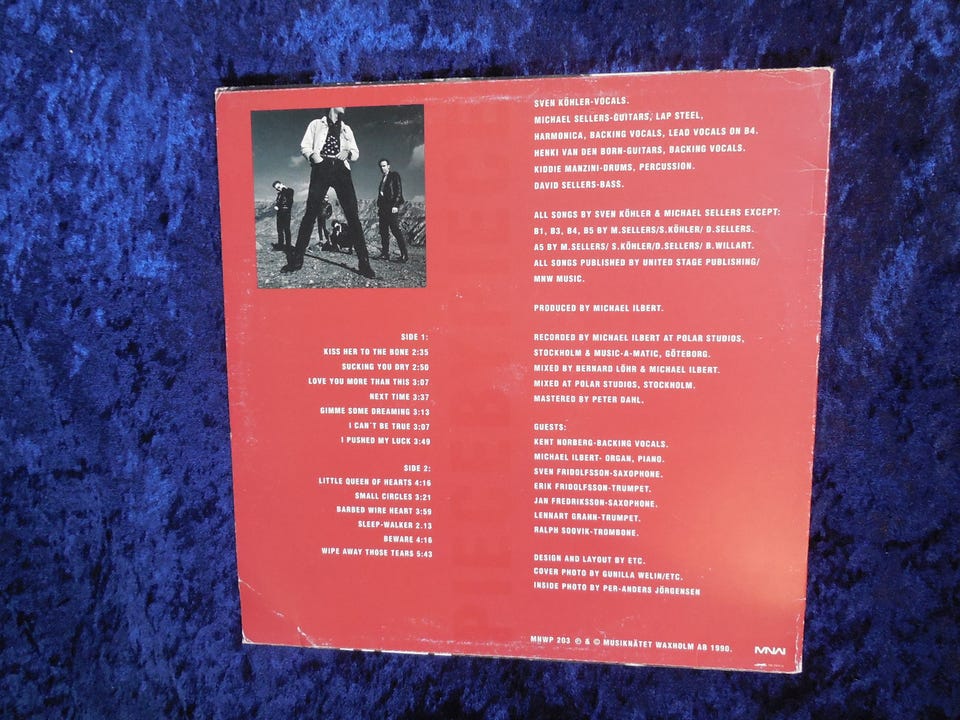 SIDE 1:
KISS HER TO THE BONE 2:35
SUCKING YOU DRY 2:50
LOVE YOU MORE THAN THIS 3:07
NEXT TIME 3:37
GIMME SOME DREAMING 3:13
I CAN´T BE TRUE 3:07
I PUSHED MY LUCK 3:49
SIDE 2:
LITTLE QUEEN OF HEARTS 4:16
SMALL CIRCLES 3:21
BARBED WIRE HEART 3:59
SLEEP-WALKER 2.13
BEWARE 4:16
WIPE AWAY THOSE TEARS 5:43
PIECE BY PIECE
SVEN KÖHLER-VOCALS.
MICHAEL SELLERS-GUITARS, LAP STEEL,
HARMONICA, BACKING VOCALS, LEAD VOCALS ON B4.
HENKI VAN DEN BORN-GUITARS, BACKING VOCALS.
KIDDIE MANZINI-DRUMS, PERCUSSION.
DAVID SELLERS-BASS.
ALL SONGS BY SVEN KÖHLER & MICHAEL SELLERS EXCEPT:
B1, B3, B4, B5 BY M.SELLERS/S.KÖHLER/ D.SELLERS.
A5 BY M.SELLERS/ S.KÖHLER/D.SELLERS/ B.WILLART.
ALL SONGS PUBLISHED BY UNITED STAGE PUBLISHING/
MNW MUSIC.
PRODUCED BY MICHAEL ILBERT.
RECORDED BY MICHAEL ILBERT AT POLAR STUDIOS,
STOCKHOLM & MUSIC-A-MATIC, GÖTEBORG.
MIXED BY BERNARD LÖHR & MICHAEL ILBERT.
MIXED AT POLAR STUDIOS, STOCKHOLM.
MASTERED BY PETER DAHL.
GUESTS:
KENT NORBERG-BACKING VOCALS.
MICHAEL ILBERT- ORGAN, PIANO.
SVEN FRIDOLFSSON-SAXOPHONE.
ERIK FRIDOLFSSON-TRUMPET.
JAN FREDRIKSSON-SAXOPHONE.
LENNART GRAHN-TRUMPET.
RALPH SOOVIK-TROMBONE.
DESIGN AND LAYOUT BY ETC.
COVER PHOTO BY GUNILLA WELIN/ETC.
INSIDE PHOTO BY PER-ANDERS JÖRGENSEN
MNWP 203 ℗ & © MUSIKNÄTET WAXHOLM AB 1990.
MNW